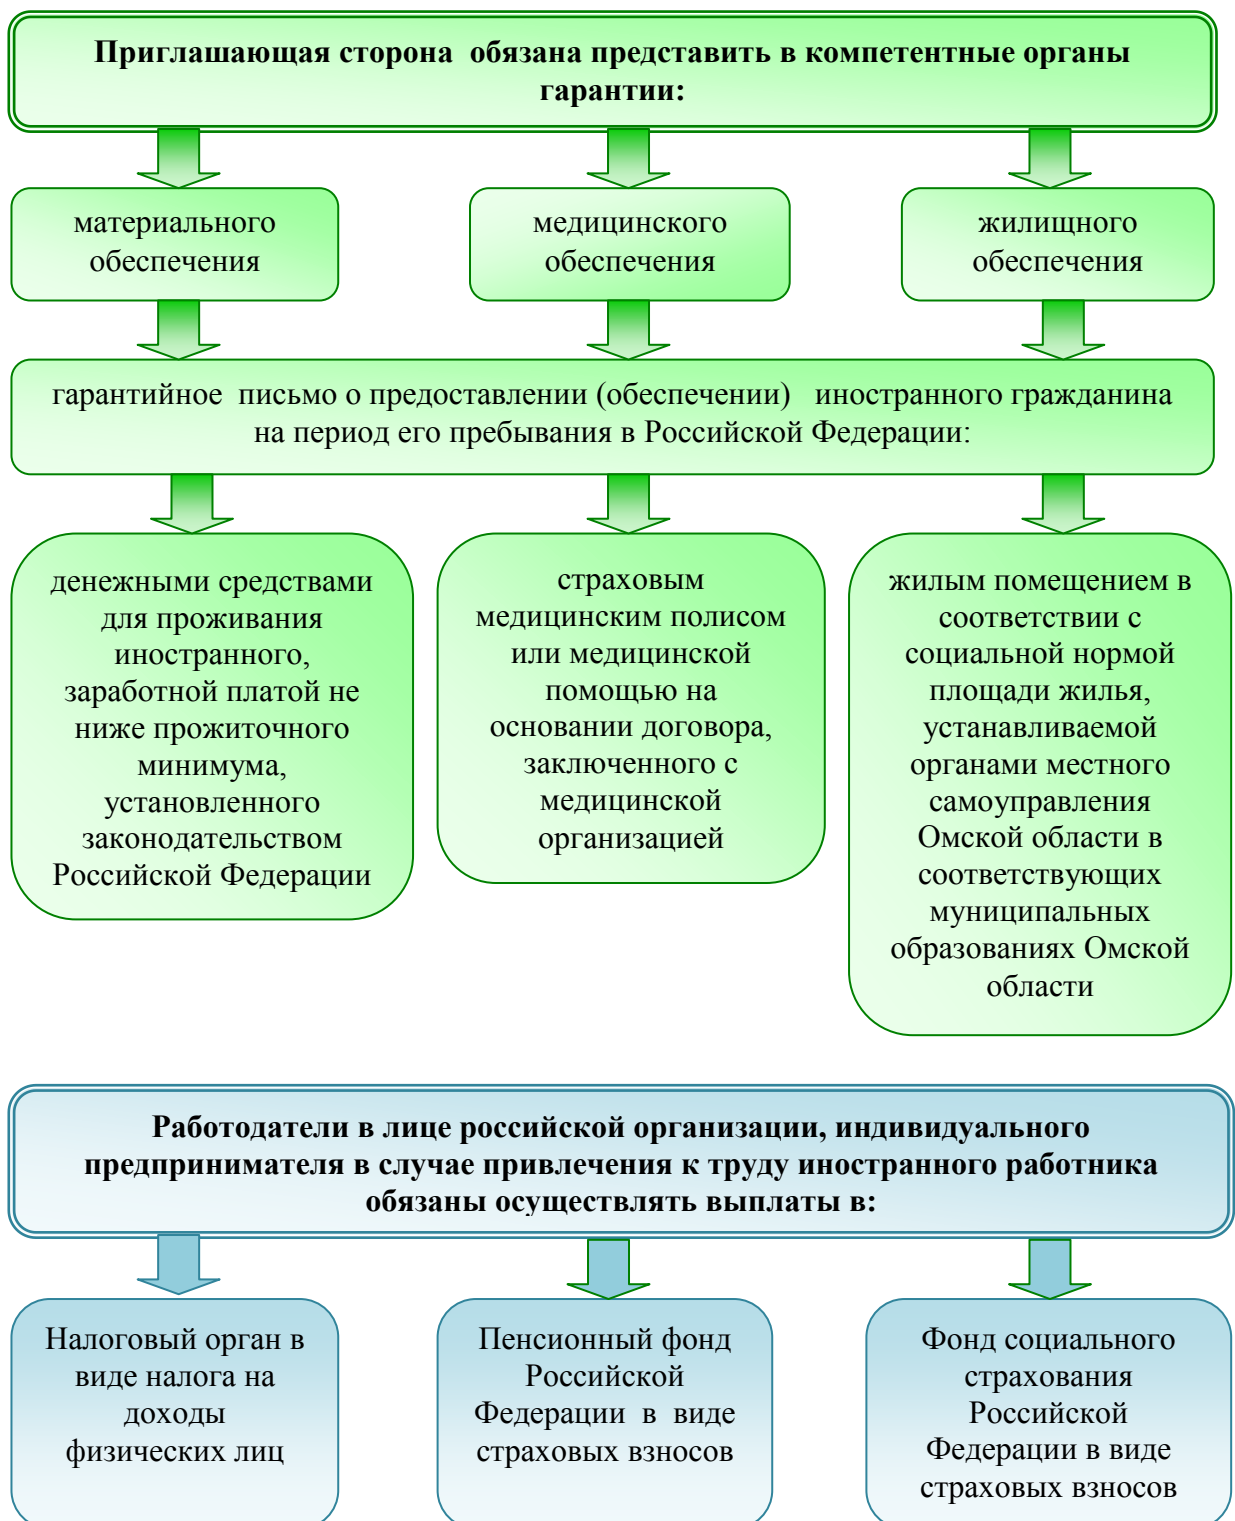 Приглашающая сторона обязана представить в компетентные органы
гарантии:
материального
обеспечения
медицинского
обеспечения
жилищного
обеспечения
гарантийное письмо о предоставлении (обеспечении) иностранного гражданина
на период его пребывания в Российской Федерации:
денежными средствами
для проживания
иностранного,
заработной платой не
ниже прожиточного
минимума,
установленного
законодательством
Российской Федерации
страховым
медицинским полисом
или медицинской
помощью на
основании договора,
заключенного с
медицинской
организацией
жилым помещением в
соответствии с
социальной нормой
площади жилья,
устанавливаемой
органами местного
самоуправления
Омской области в
соответствующих
муниципальных
образованиях Омской
области
Работодатели в лице российской организации, индивидуального
предпринимателя в случае привлечения к труду иностранного работника
обязаны осуществлять выплаты в:
Налоговый орган в
виде налога на
доходы
физических лиц
Пенсионный фонд
Российской
Федерации в виде
страховых взносов
Фонд социального
страхования
Российской
Федерации в виде
страховых взносов